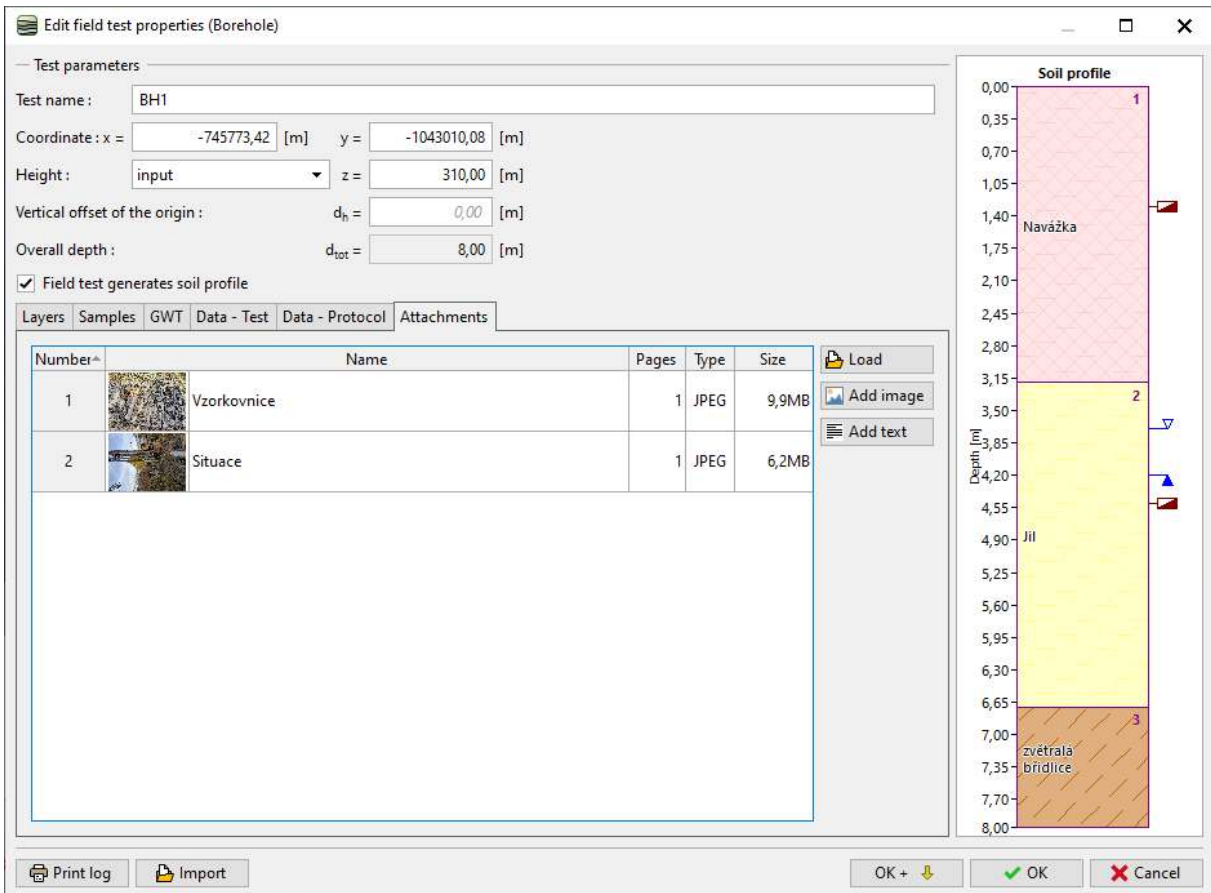 Edit field test properties (Borehole)
Test parameters
Test name : BH1
Coordinate : x = -745773,42 [m] y = -1043010,08 [m]
Height : input z = 310,00 [m]
Vertical offset of the origin : dh = 0,00 [m]
Overall depth : dtot = 8,00 [m]
Field test generates soil profile
Layers Samples GWT Data - Test Data - Protocol Attachments
Number Name Pages Type Size
1 Vzorkovnice 1 JPEG 9,9MB
2 Situace 1 JPEG 6,2MB
Load
Add image
Add text
Soil profile
0,00
1
0,35
0,70
1,05
1,40
Navážka
1,75
2,10
2,45
2,80
3,15
2
3,50
Depth [m]
3,85
4,20
4,55
4,90
Jíl
5,25
5,60
5,95
6,30
6,65
3
7,00
zvětralá
7,35
břidlice
7,70
8,00
Print log Import OK + OK Cancel